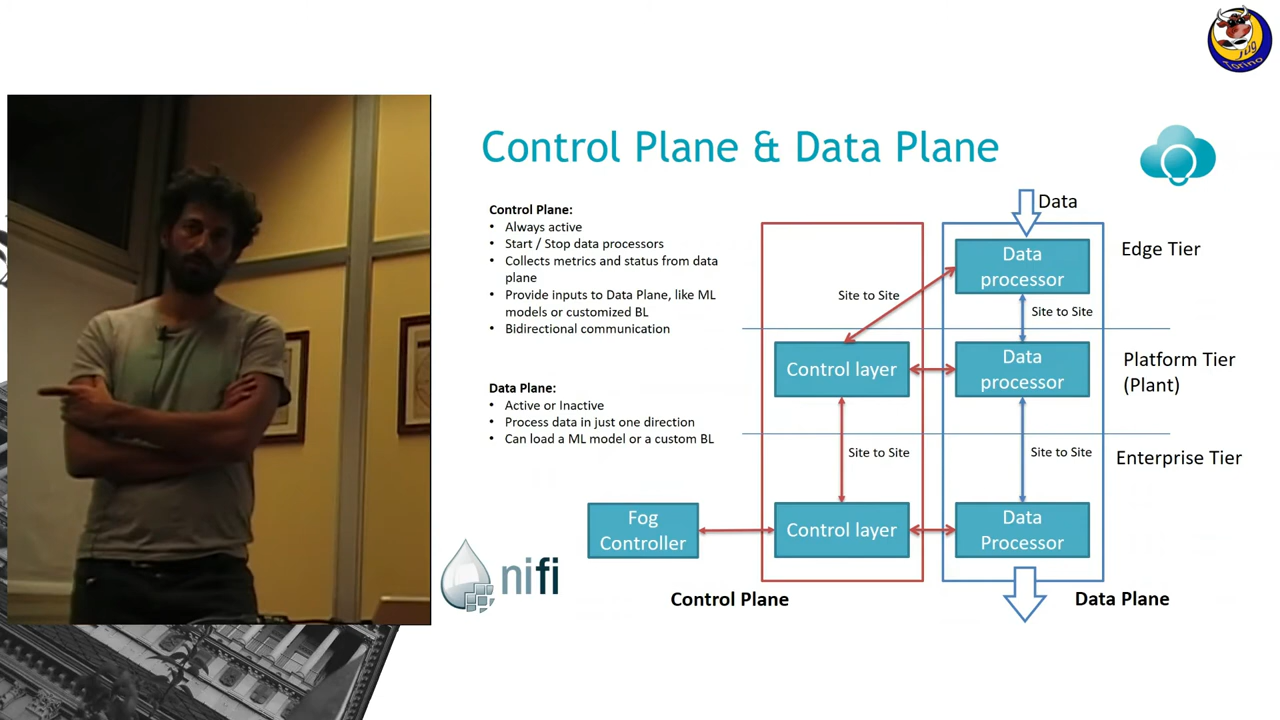 Jug
Torino
Control Plane & Data Plane
Control Plane:
• Always active
• Start / Stop data processors
• Collects metrics and status from data
plane
• Provide inputs to Data Plane, like ML
models or customized BL
• Bidirectional communication
Data Plane:
• Active or Inactive
• Process data in just one direction
• Can load a ML model or a custom BL
Data
Data
processor
Edge Tier
Site to Site
Site to Site
Control layer
Data
processor
Platform Tier
(Plant)
Site to Site
Site to Site
Enterprise Tier
Fog
Controller
Control layer
Data
Processor
nifi
Control Plane
Data Plane